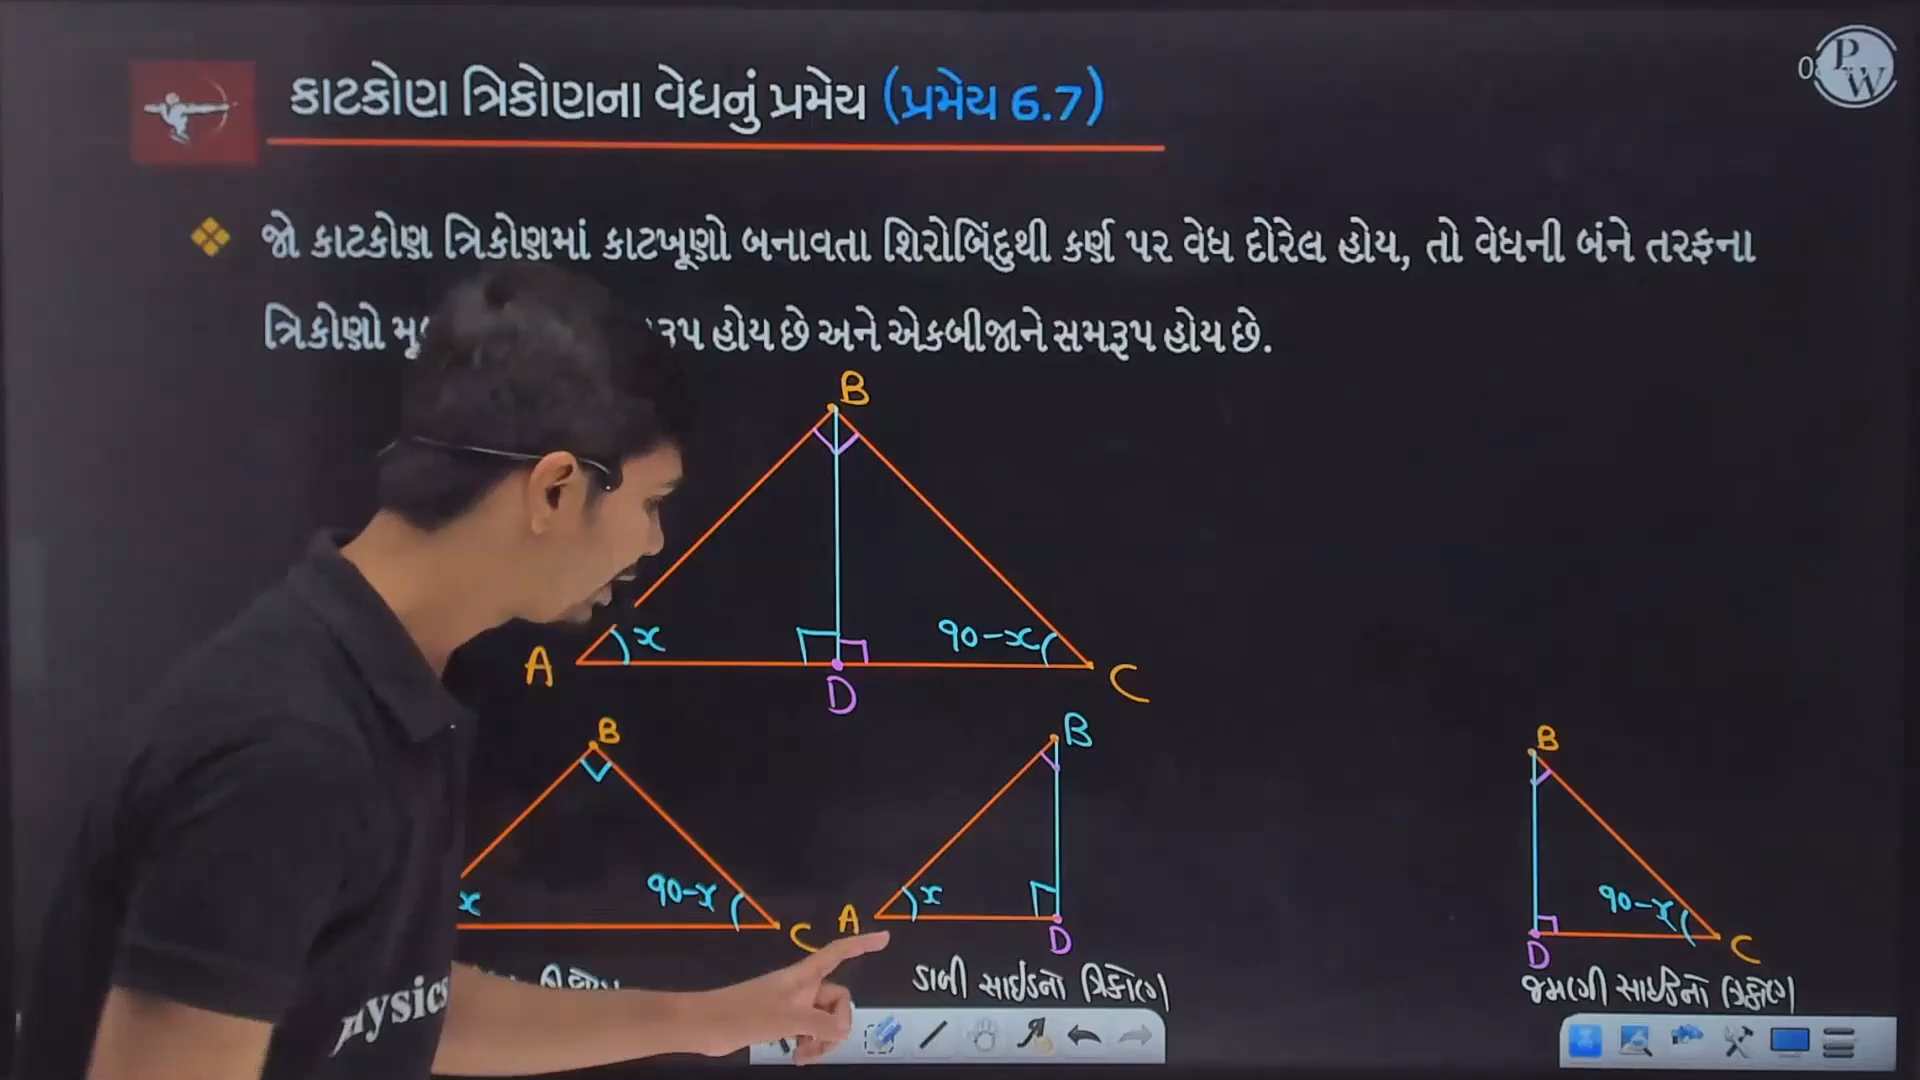 કાટકોણ ત્રિકોણના વેધનું પ્રમેય (પ્રમેય 6.7)
PW
જો કાટકોણ ત્રિકોણમાં કાટખૂણો બનાવતા શિરોબિંદુથી કર્ણ પર વેધ દોરેલ હોય, તો વેધની બંને તરફના
ત્રિકોણો હોય છે અને એકબીજાને સમરૂપ હોય છે.
B
A x 90-x C
D
B
x 90-x C
B
A x D
ડાબી સાઈડનો ત્રિકોણ
B
D 90-x C
જમણી સાઈડનો ત્રિકોણ